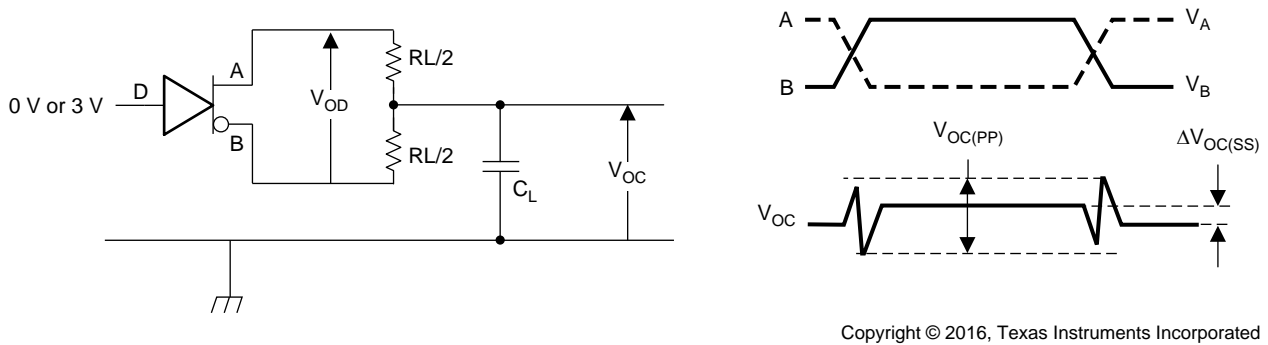 0 V or 3 V
D
A
B
V_OD
RL/2
RL/2
C_L
V_OC
A
B
V_A
V_B
V_OC(PP)
ΔV_OC(SS)
V_OC
Copyright © 2016, Texas Instruments Incorporated